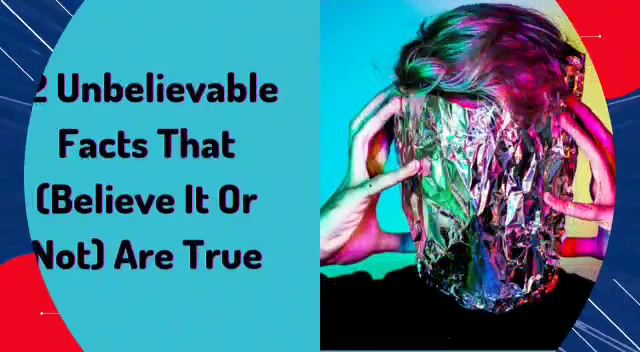 2 Unbelievable
Facts That
(Believe It Or
Not) Are True